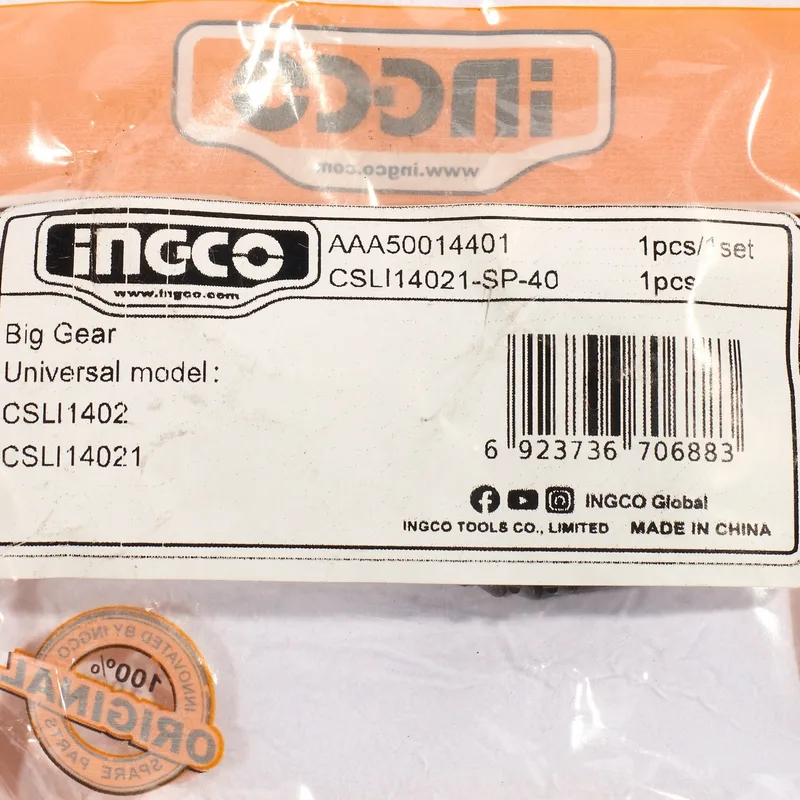 INGCO
www.ingco.com
INGCO
www.ingco.com
AAA50014401 1pcs/1set
CSLI14021-SP-40 1pcs
Big Gear
Universal model:
CSLI1402
CSLI14021
6 923736 706883
INGCO Global
INGCO TOOLS CO., LIMITED MADE IN CHINA
INNOVATED BY INGCO
100%
ORIGINAL
SPARE PARTS